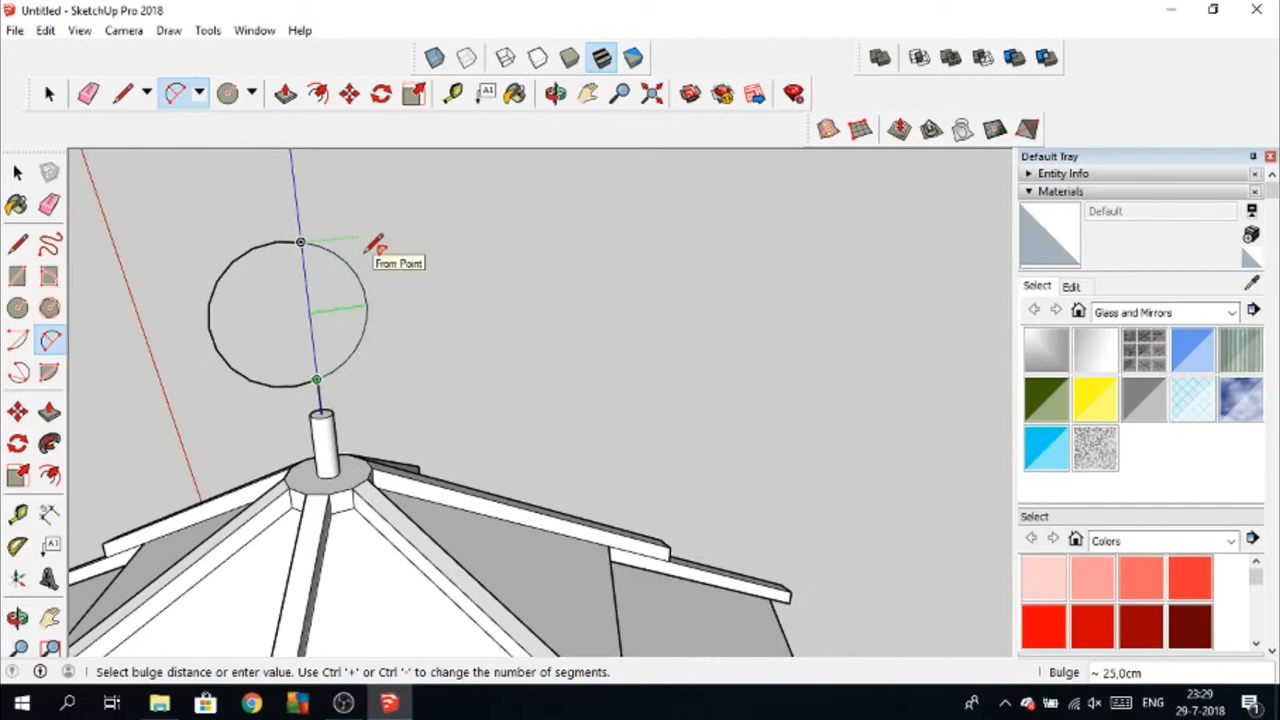 Untitled - SketchUp Pro 2018
File Edit View Camera Draw Tools Window Help
A1
Default Tray
Entity Info
Materials
Default
From Point
Select Edit
Glass and Mirrors
A1
Select
Colors
Select bulge distance or enter value. Use Ctrl '+' or Ctrl '-' to change the number of segments.
Bulge ~ 25,0cm
ENG
23:29
29-7-2018